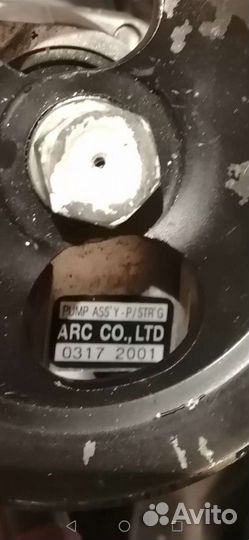 PUMP ASS'Y - P/STR'G
ARC CO., LTD
0317 2001
Avito